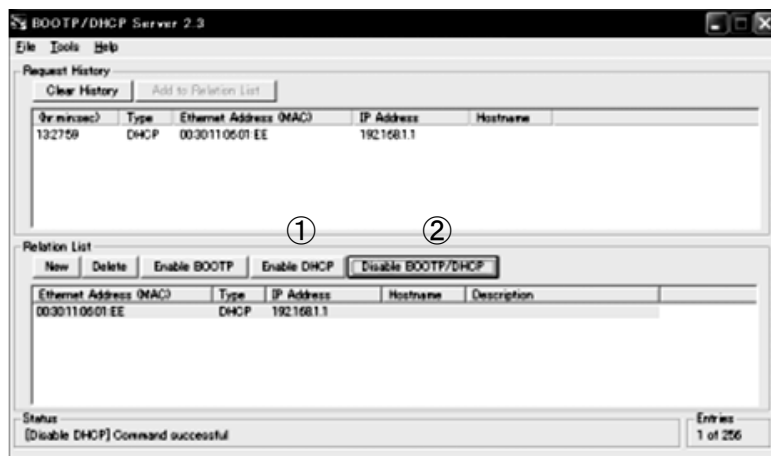 BOOTP/DHCP Server 2.3
File Tools Help
Request History
Clear History Add to Relation List
(hr:min:sec) Type Ethernet Address (MAC) IP Address Hostname
13:27:59 DHCP 00:30:11:06:01:EE 192.168.1.1
① ②
Relation List
New Delete Enable BOOTP Enable DHCP Disable BOOTP/DHCP
Ethernet Address (MAC) Type IP Address Hostname Description
00:30:11:06:01:EE DHCP 192.168.1.1
Status Entries
[Disable DHCP] Command successful 1 of 256